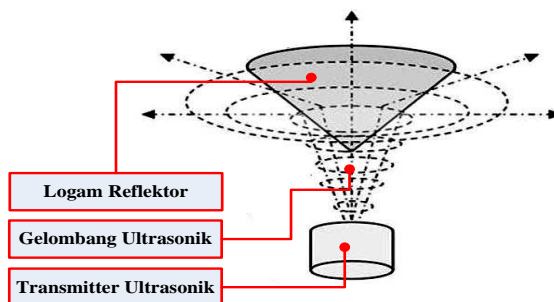 Logam Reflektor
Gelombang Ultrasonik
Transmitter Ultrasonik